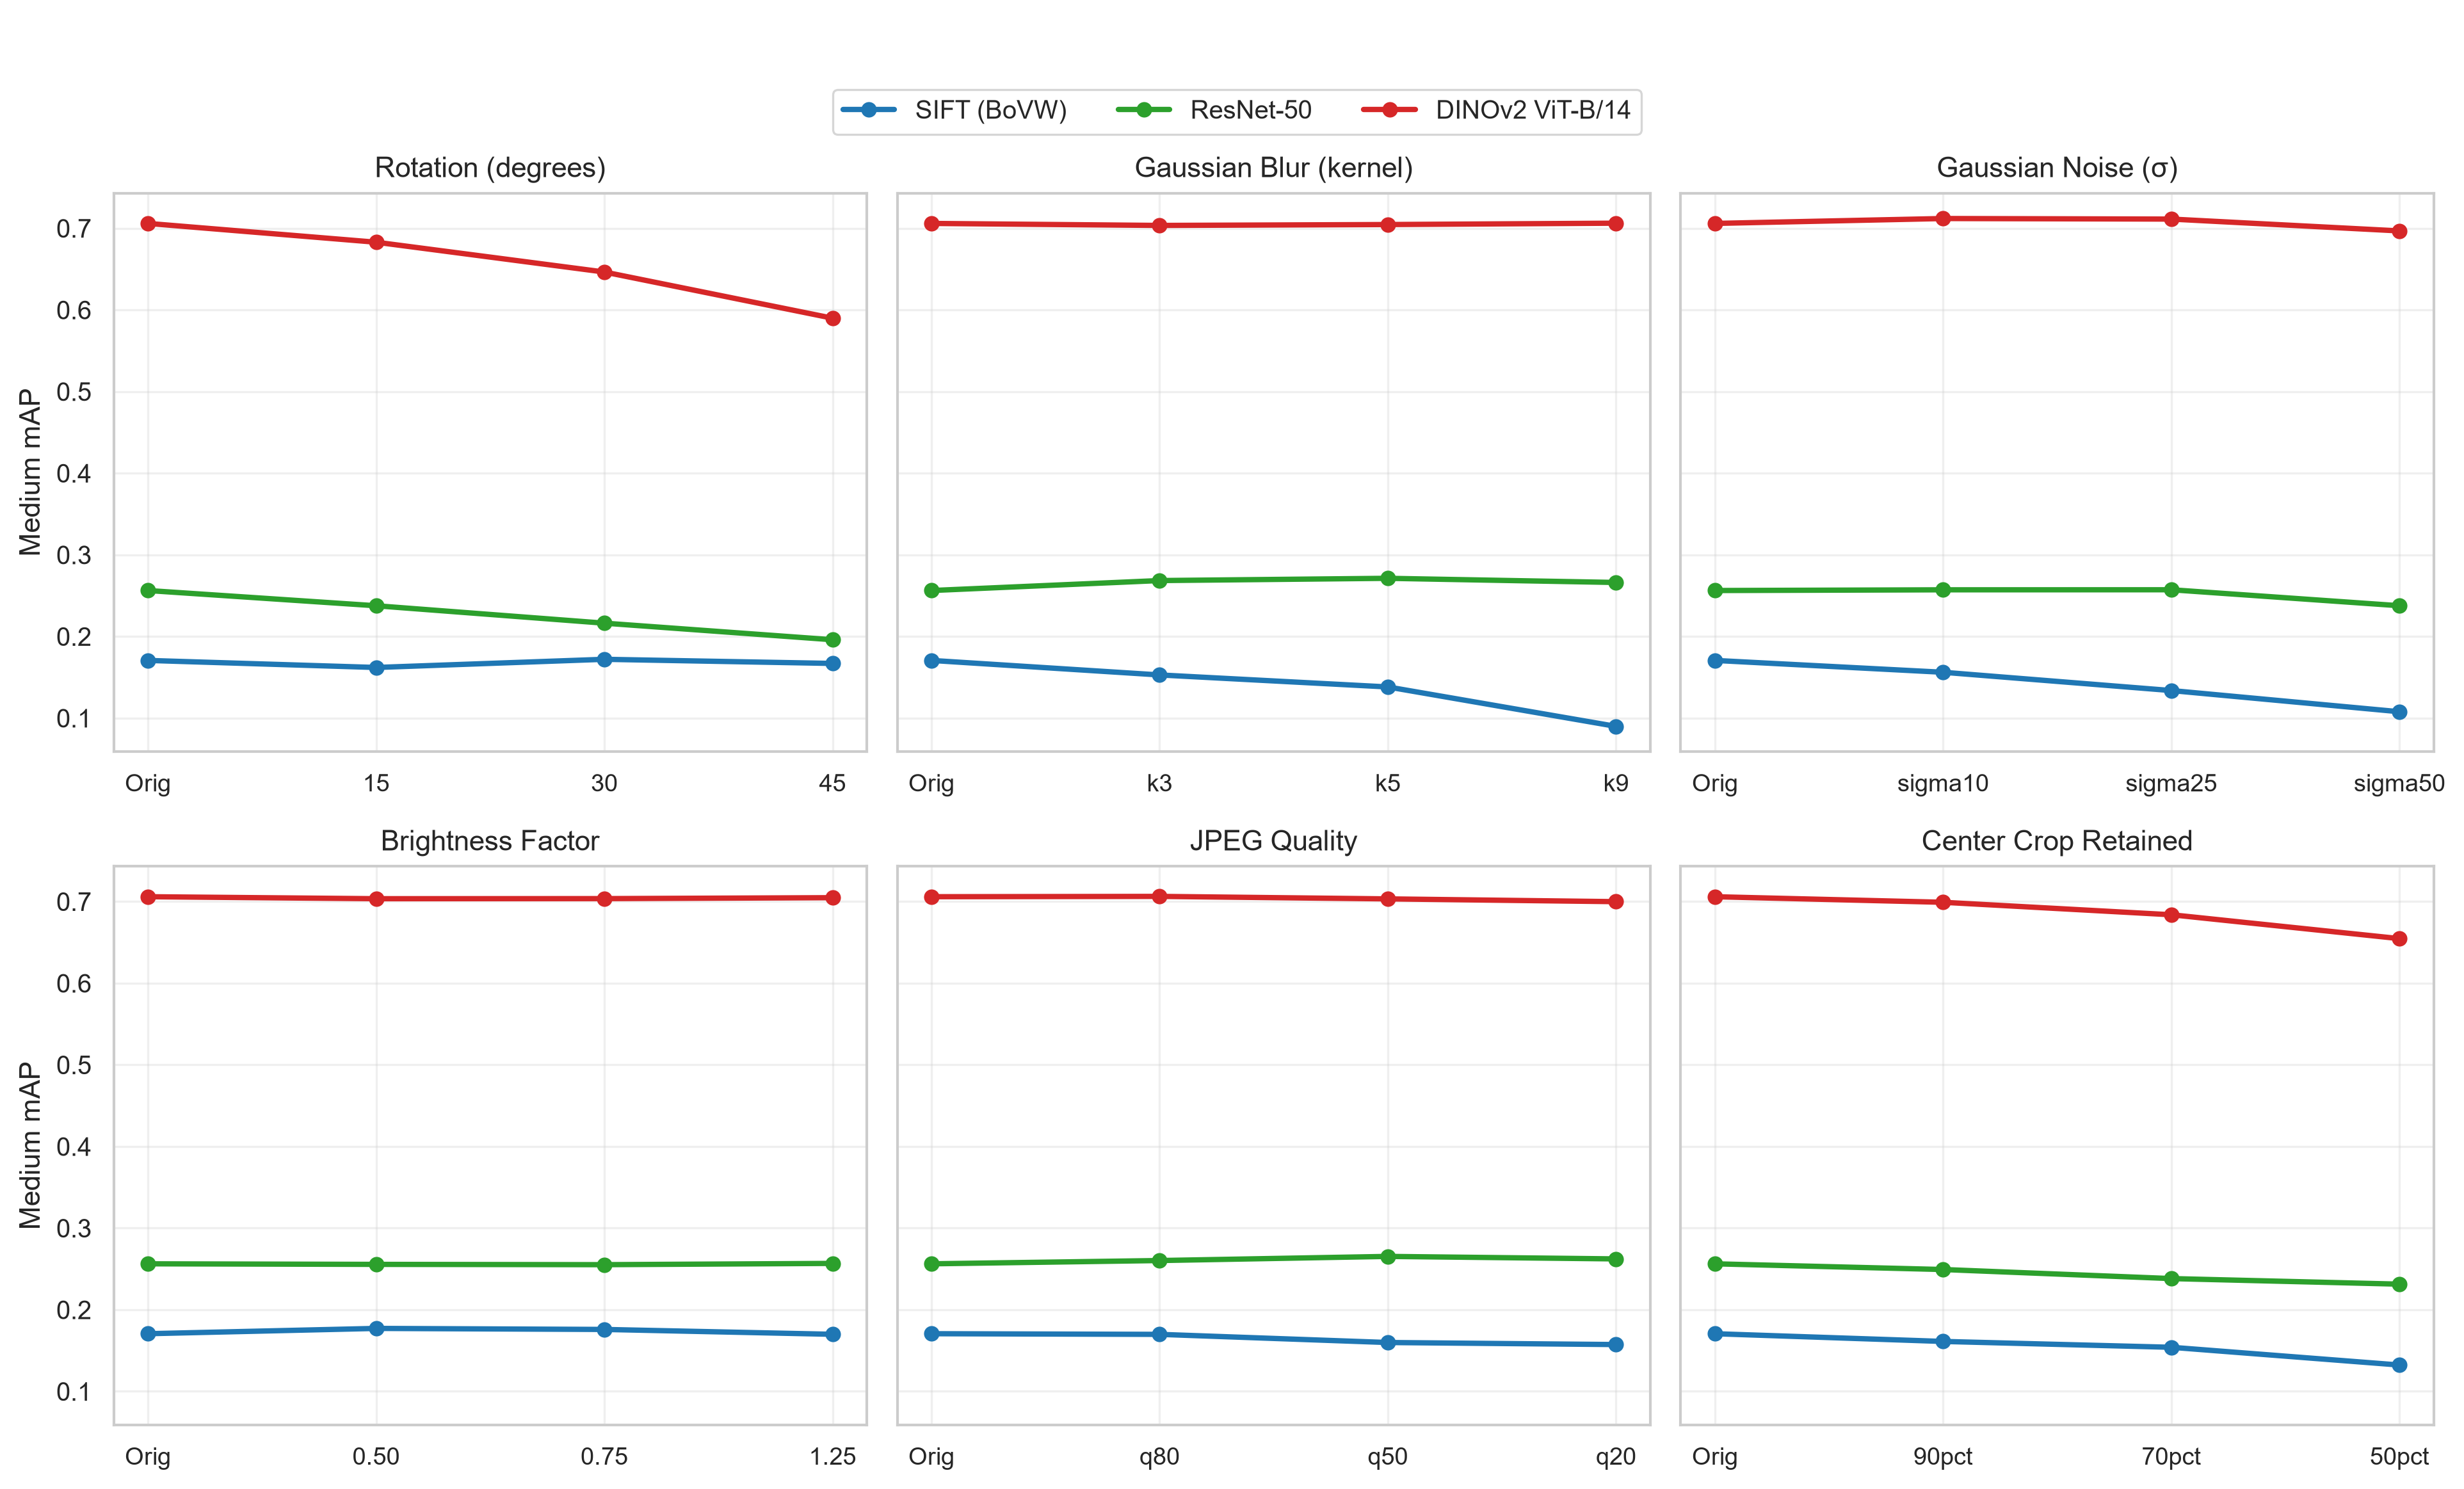 SIFT (BoVW) ResNet-50 DINOv2 ViT-B/14
Rotation (degrees) Gaussian Blur (kernel) Gaussian Noise (σ)
Medium mAP
0.7
0.6
0.5
0.4
0.3
0.2
0.1
Orig 15 30 45 Orig k3 k5 k9 Orig sigma10 sigma25 sigma50
Brightness Factor JPEG Quality Center Crop Retained
Medium mAP
0.7
0.6
0.5
0.4
0.3
0.2
0.1
Orig 0.50 0.75 1.25 Orig q80 q50 q20 Orig 90pct 70pct 50pct